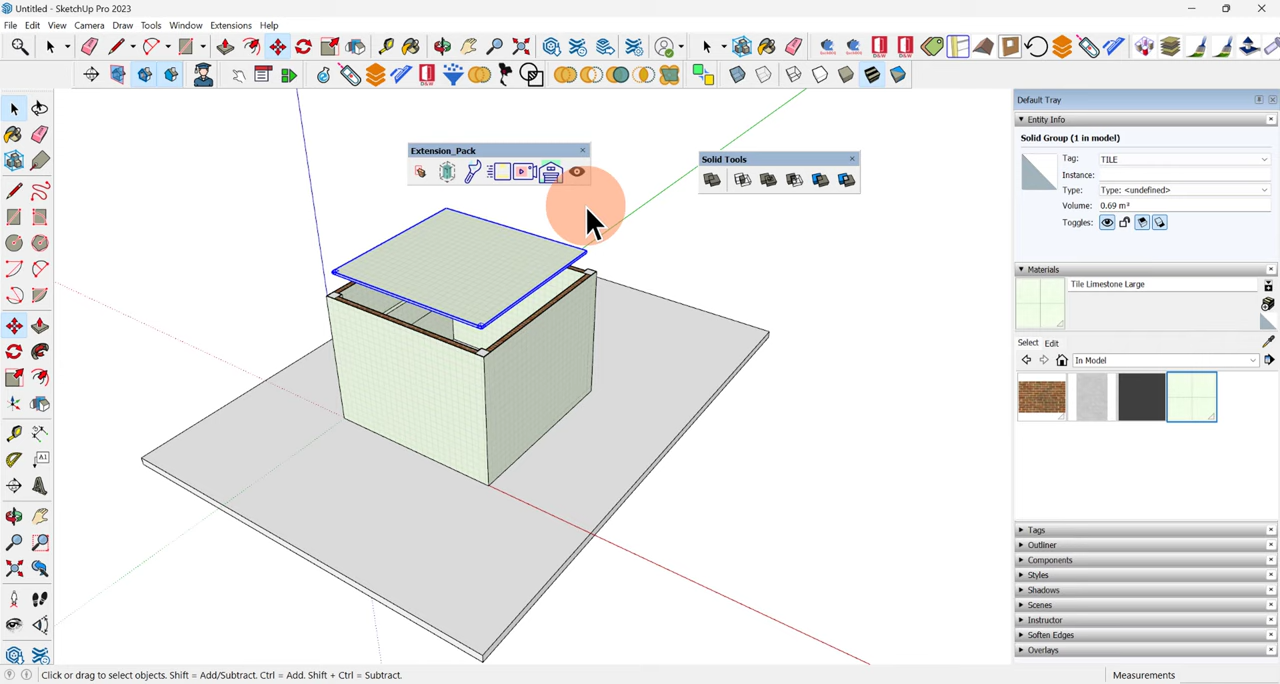 Untitled - SketchUp Pro 2023
File Edit View Camera Draw Tools Window Extensions Help
D&W
D&W
D&W
Default Tray
Entity Info
Solid Group (1 in model)
Tag: TILE
Instance:
Type: Type: <undefined>
Volume: 0.69 m³
Toggles:
Extension_Pack
Solid Tools
Materials
Tile Limestone Large
Select Edit
In Model
A1
Tags
Outliner
Components
Styles
Shadows
Scenes
Instructor
Soften Edges
Overlays
Click or drag to select objects. Shift = Add/Subtract. Ctrl = Add. Shift + Ctrl = Subtract.
Measurements